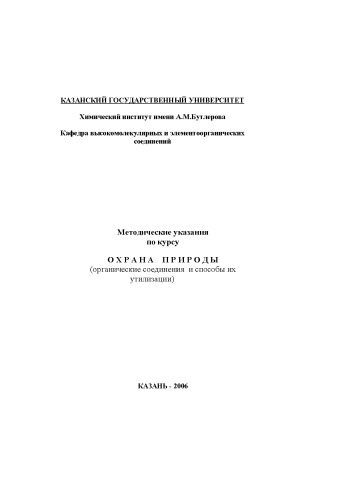 КАЗАНСКИЙ ГОСУДАРСТВЕННЫЙ УНИВЕРСИТЕТ
Химический институт имени А.М.Бутлерова
Кафедра высокомолекулярных и элементоорганических
соединений
Методические указания
по курсу
О Х Р А Н А П Р И Р О Д Ы
(органические соединения и способы их
утилизации)
КАЗАНЬ - 2006